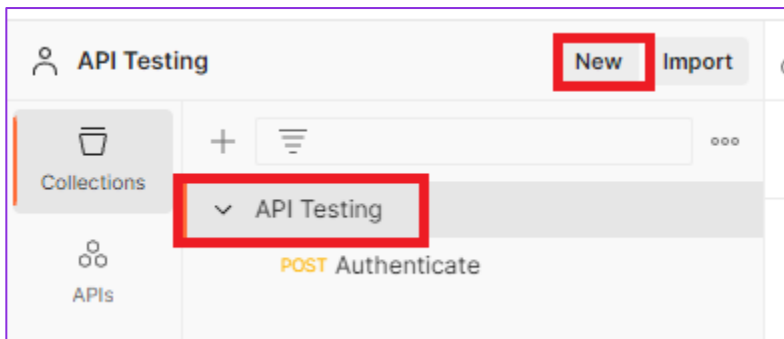 API Testing
New
Import
Collections
API Testing
POST Authenticate
APIs